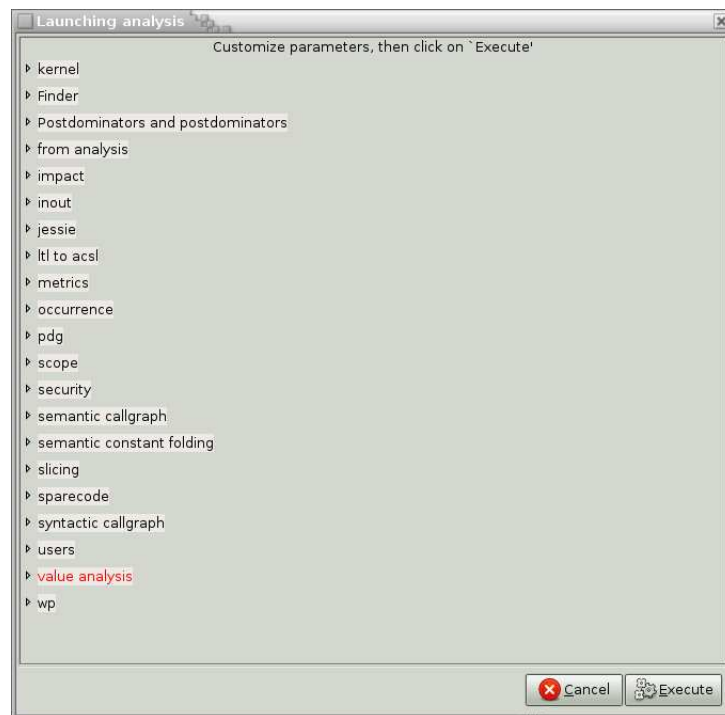 Launching analysis
Customize parameters, then click on `Execute'
kernel
Finder
Postdominators and postdominators
from analysis
impact
inout
jessie
ltl to acsl
metrics
occurrence
pdg
scope
security
semantic callgraph
semantic constant folding
slicing
sparecode
syntactic callgraph
users
value analysis
wp
Cancel Execute